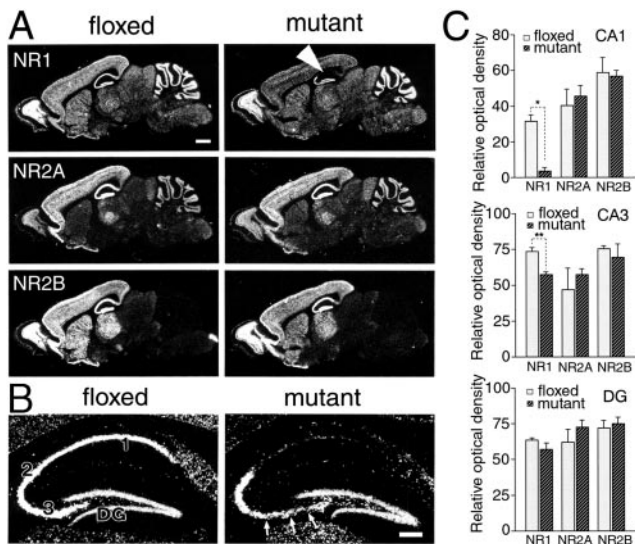 A
floxed
mutant
NR1
NR2A
NR2B
B
floxed
mutant
1
2
3
DG
C
floxed
mutant
CA1
Relative optical density
80
60
40
20
0
*
NR1 NR2A NR2B
floxed
mutant
CA3
Relative optical density
100
75
50
25
0
**
NR1 NR2A NR2B
floxed
mutant
DG
Relative optical density
100
75
50
25
0
NR1 NR2A NR2B